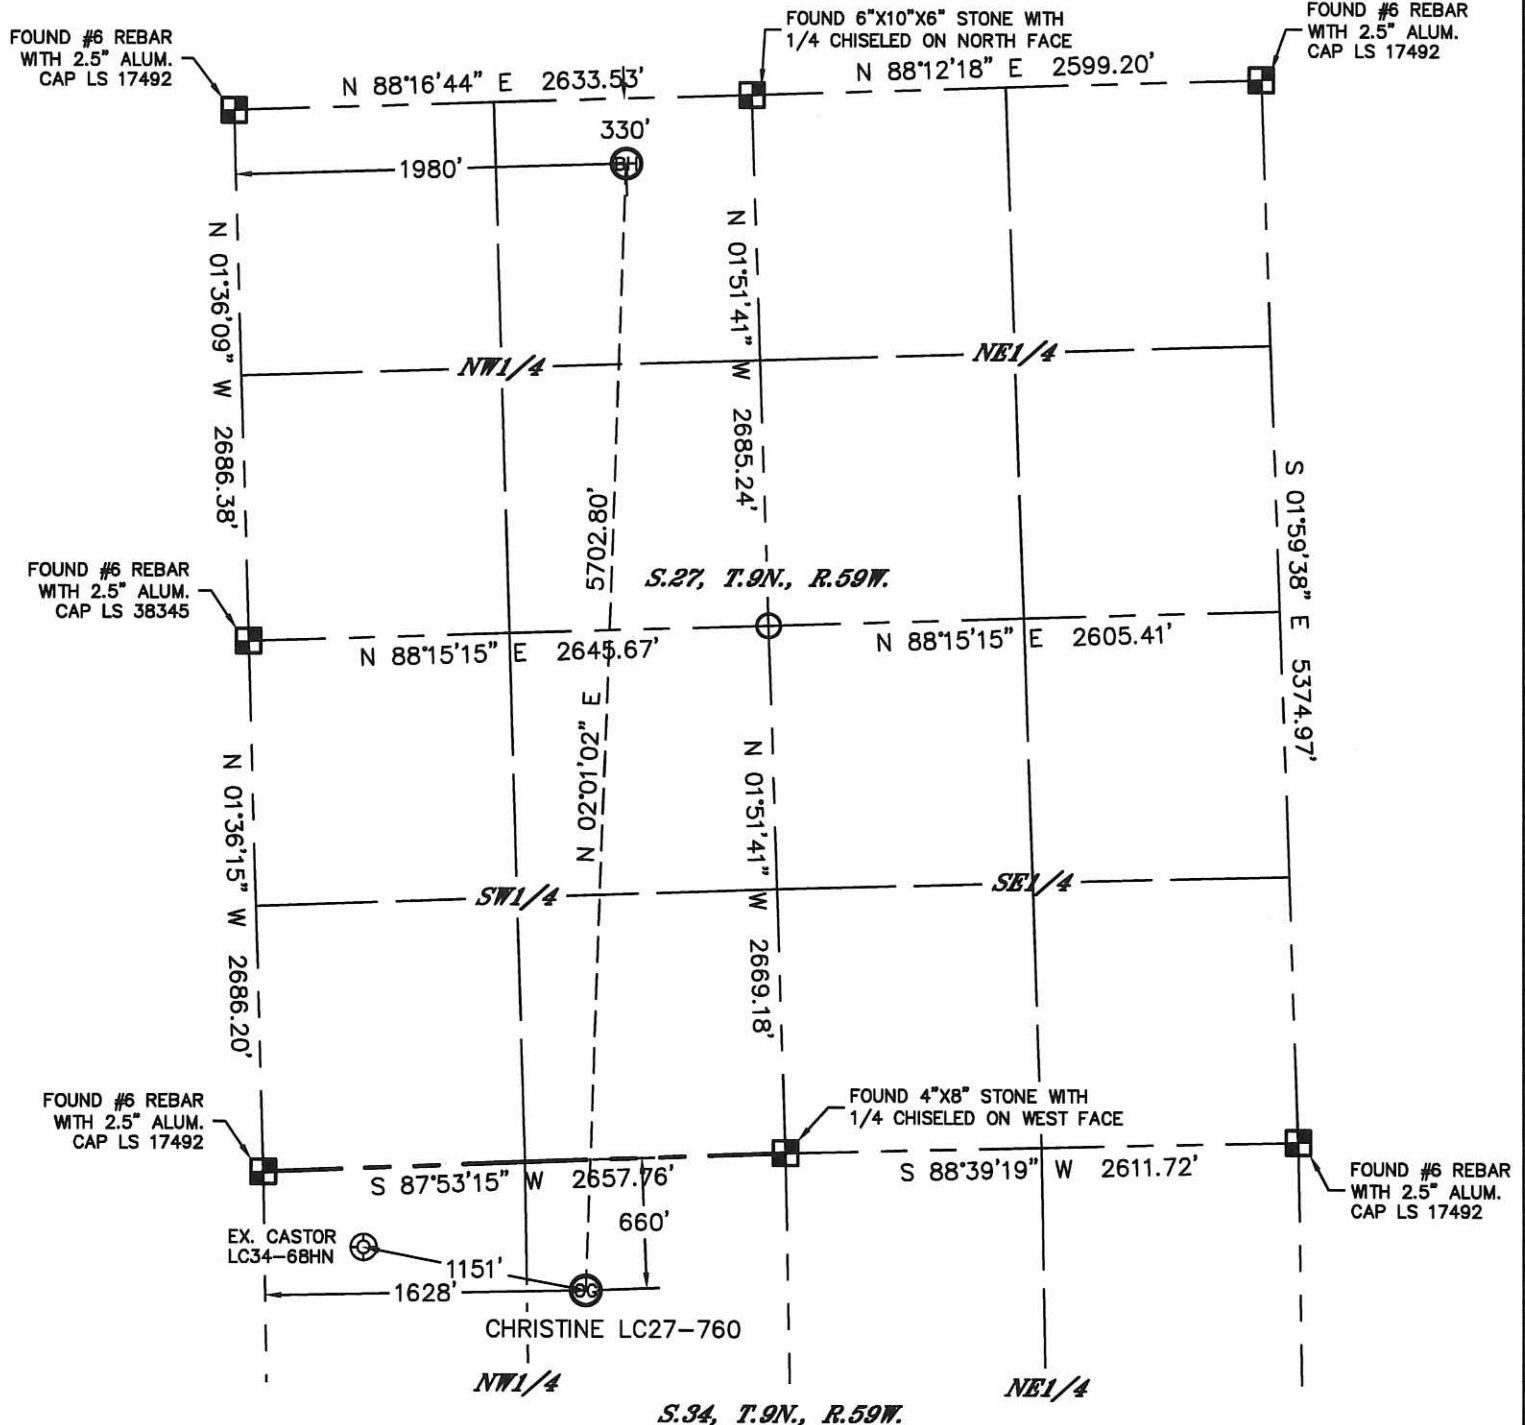 FOUND #6 REBAR
WITH 2.5" ALUM.
CAP LS 17492
FOUND 6"X10"X6" STONE WITH
1/4 CHISELED ON NORTH FACE
FOUND #6 REBAR
WITH 2.5" ALUM.
CAP LS 17492
N 88°16'44" E 2633.53'
N 88°12'18" E 2599.20'
330'
1980'
BH
N 01°36'09" W 2686.38'
N 01°51'41" W 2685.24'
NW1/4
NE1/4
S 01°59'38" E 5374.97'
N 02°01'02" E 5702.80'
S.27, T.9N., R.59W.
FOUND #6 REBAR
WITH 2.5" ALUM.
CAP LS 38345
N 88°15'15" E 2645.67'
N 88°15'15" E 2605.41'
N 01°36'15" W 2686.20'
N 01°51'41" W 2669.18'
SW1/4
SE1/4
FOUND #6 REBAR
WITH 2.5" ALUM.
CAP LS 17492
FOUND 4"X8" STONE WITH
1/4 CHISELED ON WEST FACE
S 87°53'15" W 2657.76'
S 88°39'19" W 2611.72'
FOUND #6 REBAR
WITH 2.5" ALUM.
CAP LS 17492
660'
EX. CASTOR
LC34-68HN
1151'
1628'
CHRISTINE LC27-760
NW1/4
NE1/4
S.34, T.9N., R.59W.